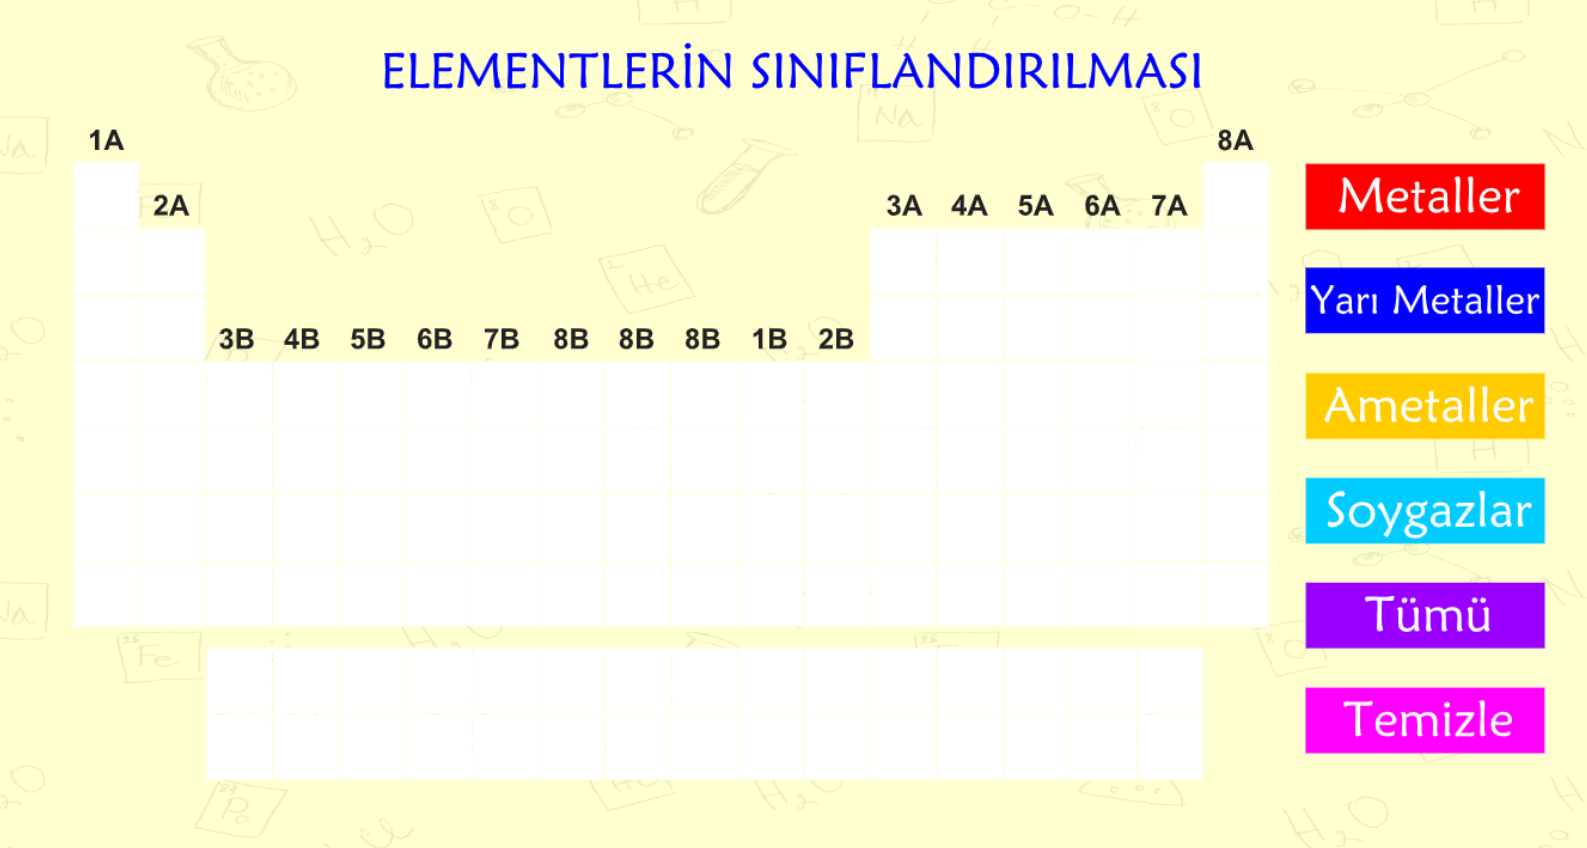 ELEMENTLERİN SINIFLANDIRILMASI
1A
8A
2A
3A 4A 5A 6A 7A
3B 4B 5B 6B 7B 8B 8B 8B 1B 2B
Metaller
Yarı Metaller
Ametaller
Soygazlar
Tümü
Temizle